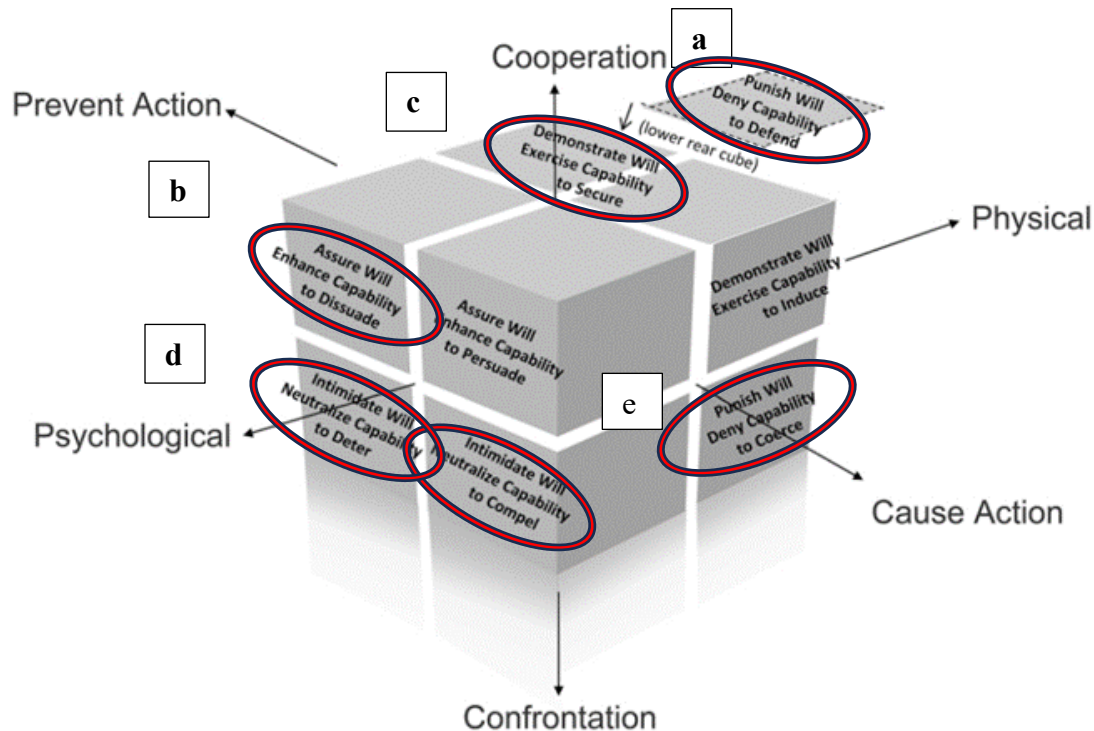 a
Cooperation
Punish Will
Deny Capability
to Defend
Prevent Action
c
(lower rear cube)
Demonstrate Will
Exercise Capability
to Secure
b
Physical
Demonstrate Will
Exercise Capability
to Induce
Assure Will
Enhance Capability
to Dissuade
Assure Will
Enhance Capability
to Persuade
d
e
Intimidate Will
Neutralize Capability
to Deter
Punish Will
Deny Capability
to Coerce
Psychological
Intimidate Will
Neutralize Capability
to Compel
Cause Action
Confrontation